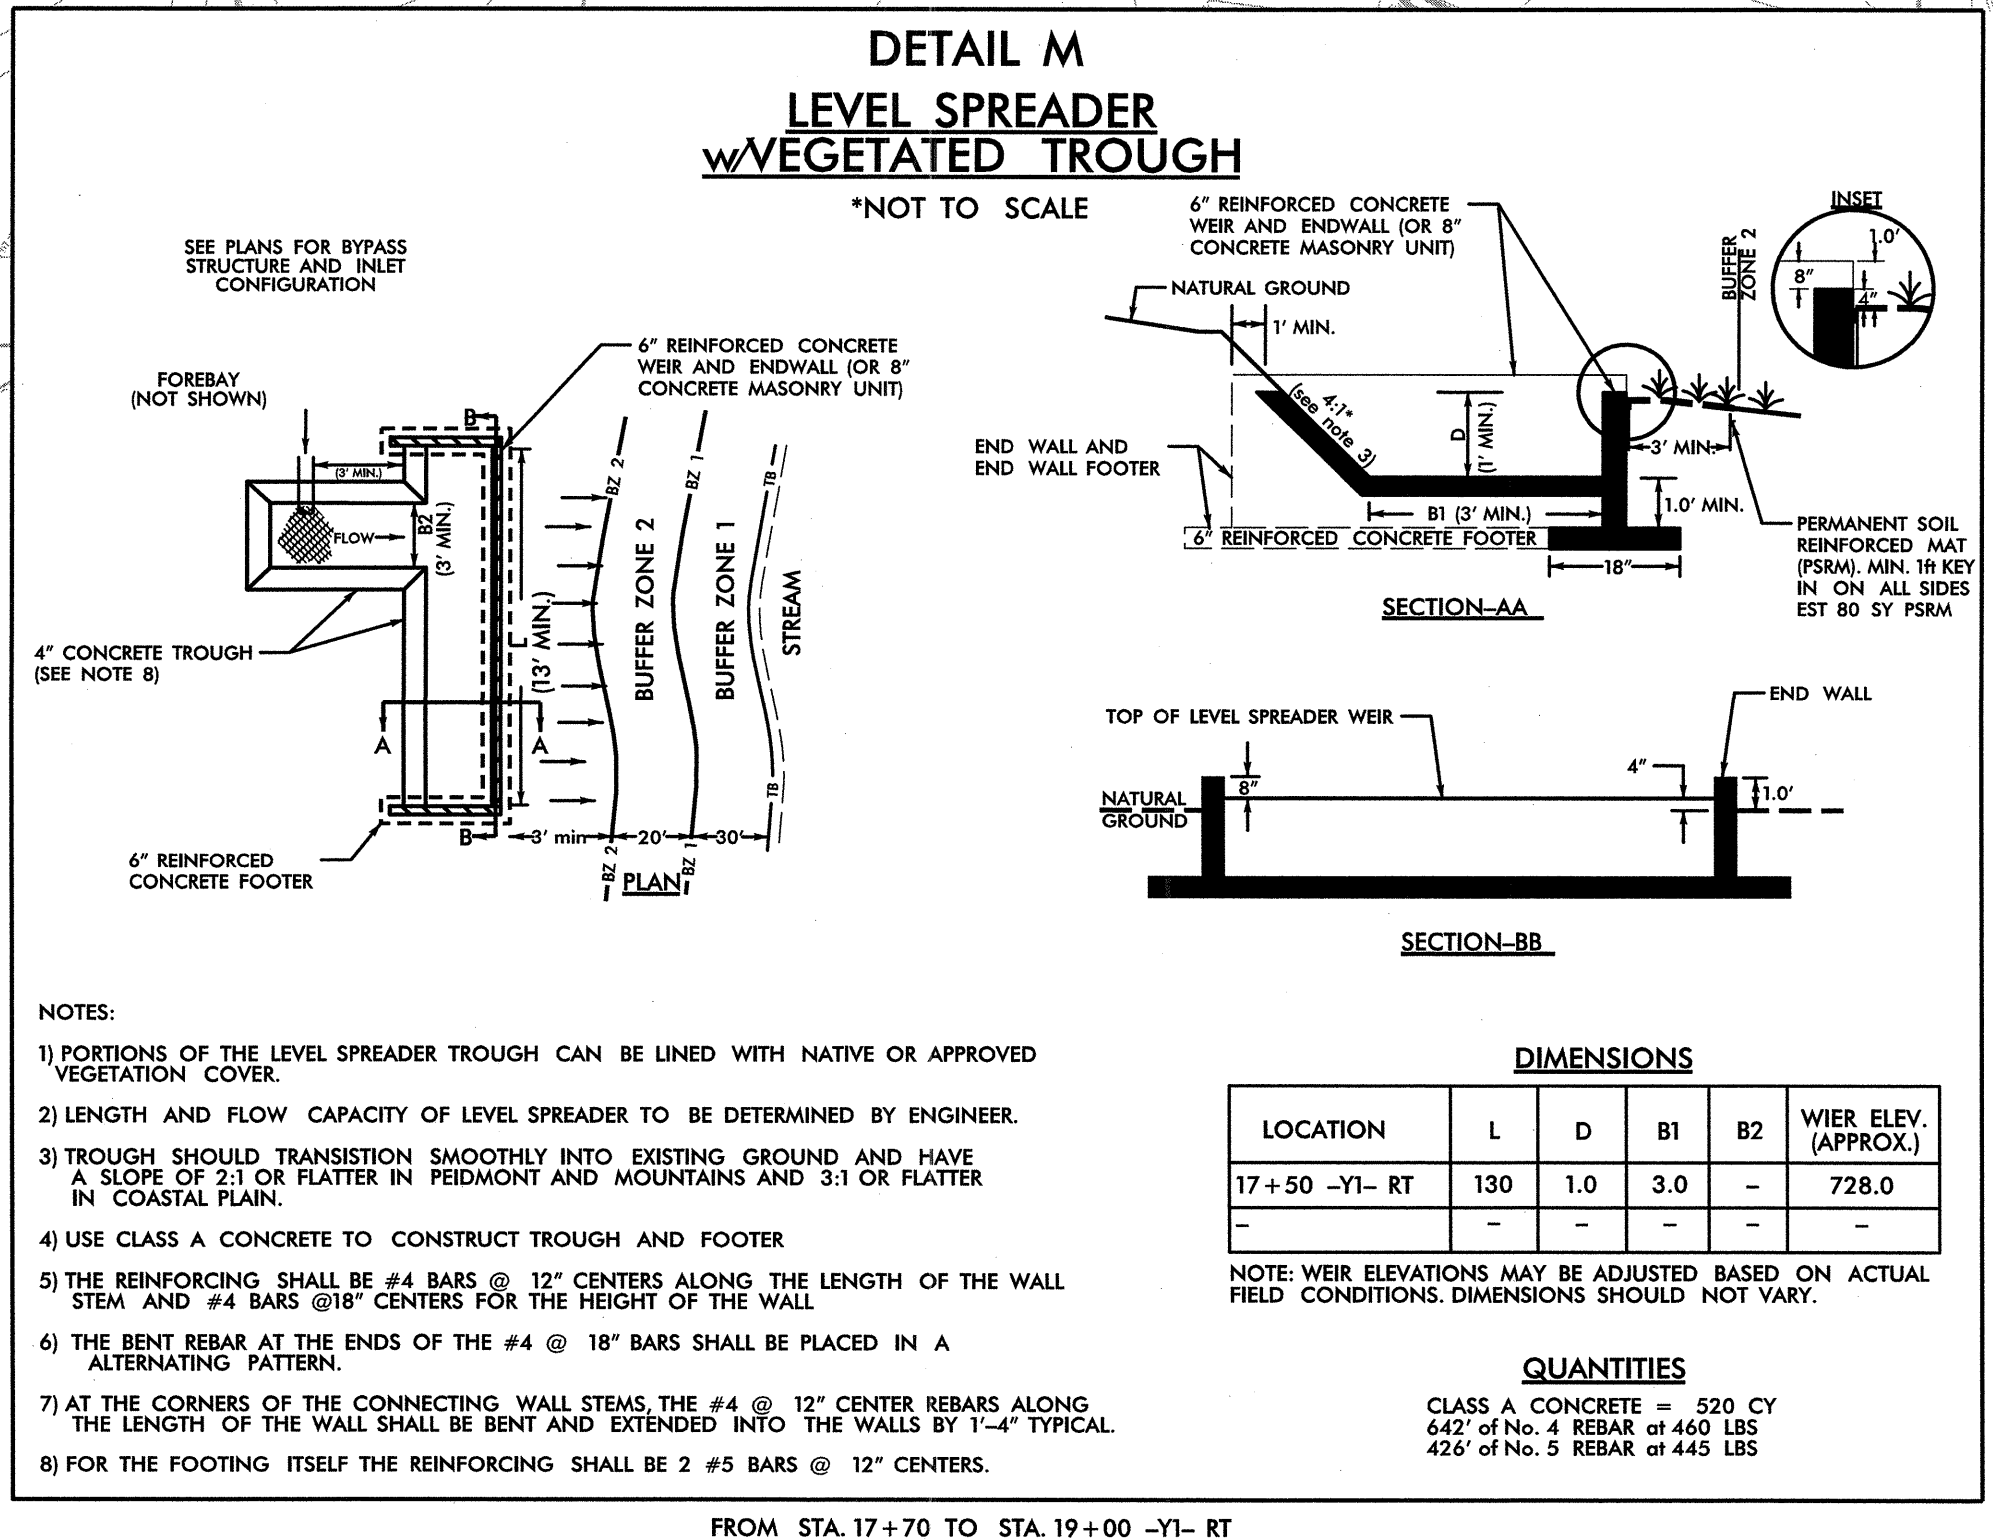 DETAIL M
LEVEL SPREADER
w/VEGETATED TROUGH
*NOT TO SCALE
SEE PLANS FOR BYPASS
STRUCTURE AND INLET
CONFIGURATION
FOREBAY
(NOT SHOWN)
6" REINFORCED CONCRETE
WEIR AND ENDWALL (OR 8"
CONCRETE MASONRY UNIT)
B
(3' MIN.)
FLOW
B2
(3' MIN.)
L
(13' MIN.)
BZ 2
BZ 1
TB
BUFFER ZONE 2
BUFFER ZONE 1
STREAM
4" CONCRETE TROUGH
(SEE NOTE 8)
A
A
TB
B
3' min
20'
30'
BZ 2
BZ 1
6" REINFORCED
CONCRETE FOOTER
PLAN
6" REINFORCED CONCRETE
WEIR AND ENDWALL (OR 8"
CONCRETE MASONRY UNIT)
NATURAL GROUND
1' MIN.
BUFFER
ZONE 2
INSET
1.0'
8"
4"
4:1*
(see note 3)
D
(1' MIN.)
END WALL AND
END WALL FOOTER
3' MIN.
1.0' MIN.
B1 (3' MIN.)
6" REINFORCED CONCRETE FOOTER
18"
PERMANENT SOIL
REINFORCED MAT
(PSRM). MIN. 1ft KEY
IN ON ALL SIDES
EST 80 SY PSRM
SECTION-AA
TOP OF LEVEL SPREADER WEIR
END WALL
8"
4"
1.0'
NATURAL
GROUND
SECTION-BB
NOTES:
1) PORTIONS OF THE LEVEL SPREADER TROUGH CAN BE LINED WITH NATIVE OR APPROVED
VEGETATION COVER.
2) LENGTH AND FLOW CAPACITY OF LEVEL SPREADER TO BE DETERMINED BY ENGINEER.
3) TROUGH SHOULD TRANSISTION SMOOTHLY INTO EXISTING GROUND AND HAVE
A SLOPE OF 2:1 OR FLATTER IN PEIDMONT AND MOUNTAINS AND 3:1 OR FLATTER
IN COASTAL PLAIN.
4) USE CLASS A CONCRETE TO CONSTRUCT TROUGH AND FOOTER
5) THE REINFORCING SHALL BE #4 BARS @ 12" CENTERS ALONG THE LENGTH OF THE WALL
STEM AND #4 BARS @18" CENTERS FOR THE HEIGHT OF THE WALL
6) THE BENT REBAR AT THE ENDS OF THE #4 @ 18" BARS SHALL BE PLACED IN A
ALTERNATING PATTERN.
7) AT THE CORNERS OF THE CONNECTING WALL STEMS, THE #4 @ 12" CENTER REBARS ALONG
THE LENGTH OF THE WALL SHALL BE BENT AND EXTENDED INTO THE WALLS BY 1'-4" TYPICAL.
8) FOR THE FOOTING ITSELF THE REINFORCING SHALL BE 2 #5 BARS @ 12" CENTERS.
DIMENSIONS
LOCATION L D B1 B2 WIER ELEV. (APPROX.)
17+50 -Y1- RT 130 1.0 3.0 - 728.0
- - - - - -
NOTE: WEIR ELEVATIONS MAY BE ADJUSTED BASED ON ACTUAL
FIELD CONDITIONS. DIMENSIONS SHOULD NOT VARY.
QUANTITIES
CLASS A CONCRETE = 520 CY
642' of No. 4 REBAR at 460 LBS
426' of No. 5 REBAR at 445 LBS
FROM STA. 17+70 TO STA. 19+00 -Y1- RT